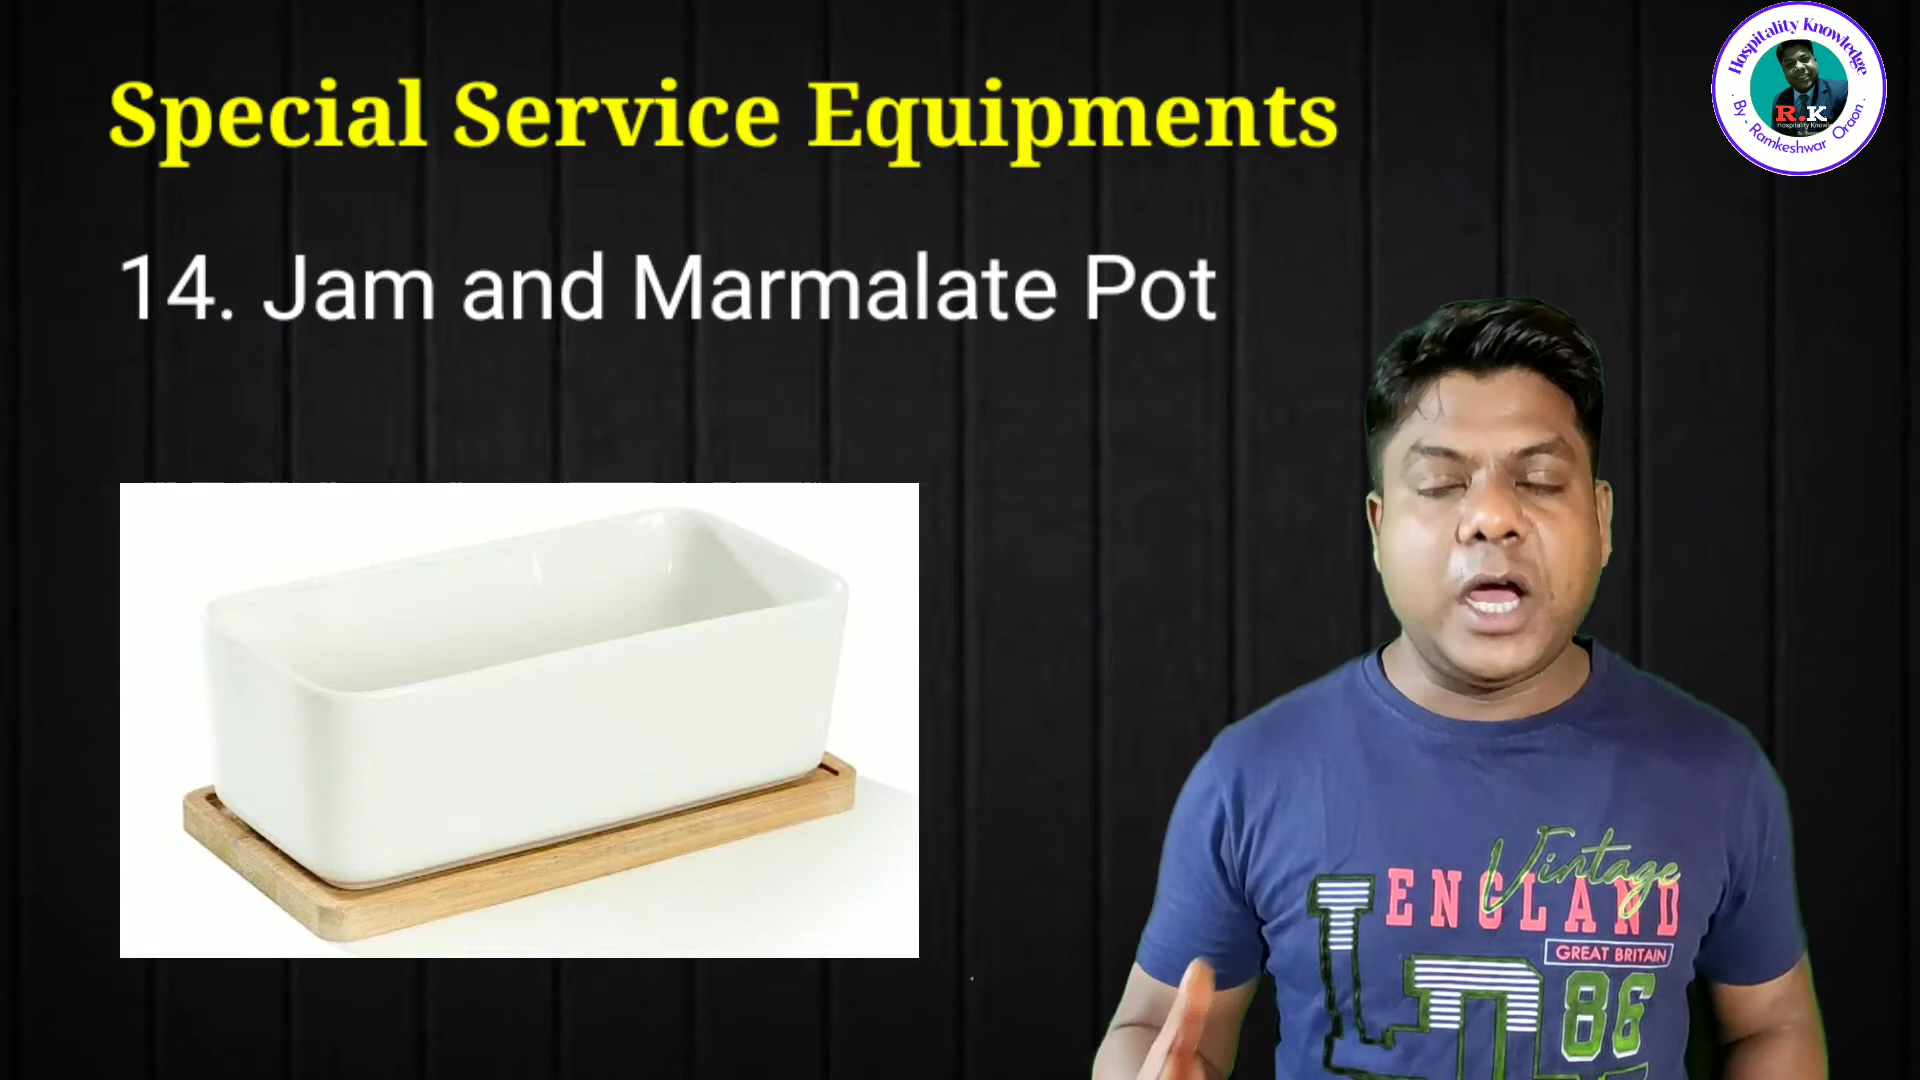 Special Service Equipments
14. Jam and Marmalate Pot
Hospitality Knowledge
R.K
By - Ramkeshwar Oraon
Vintage
ENGLAND
GREAT BRITAIN
86